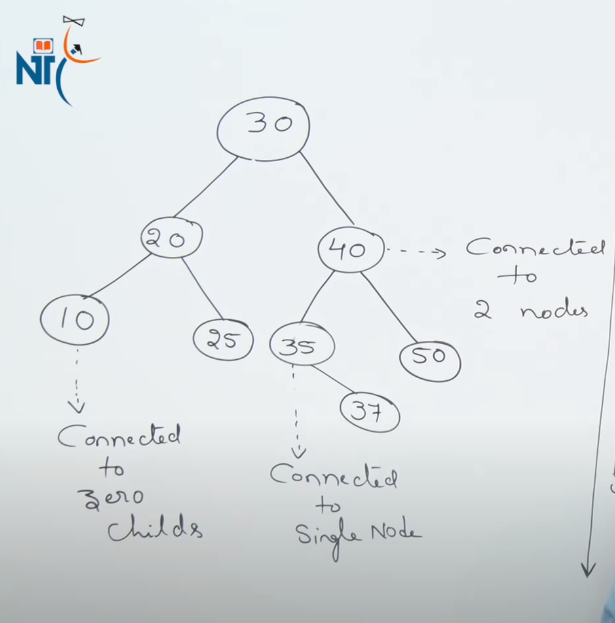 NTC
30
20
40
Connected
to
2 nodes
10
25
35
50
37
Connected
to
zero
childs
Connected
to
Single Node